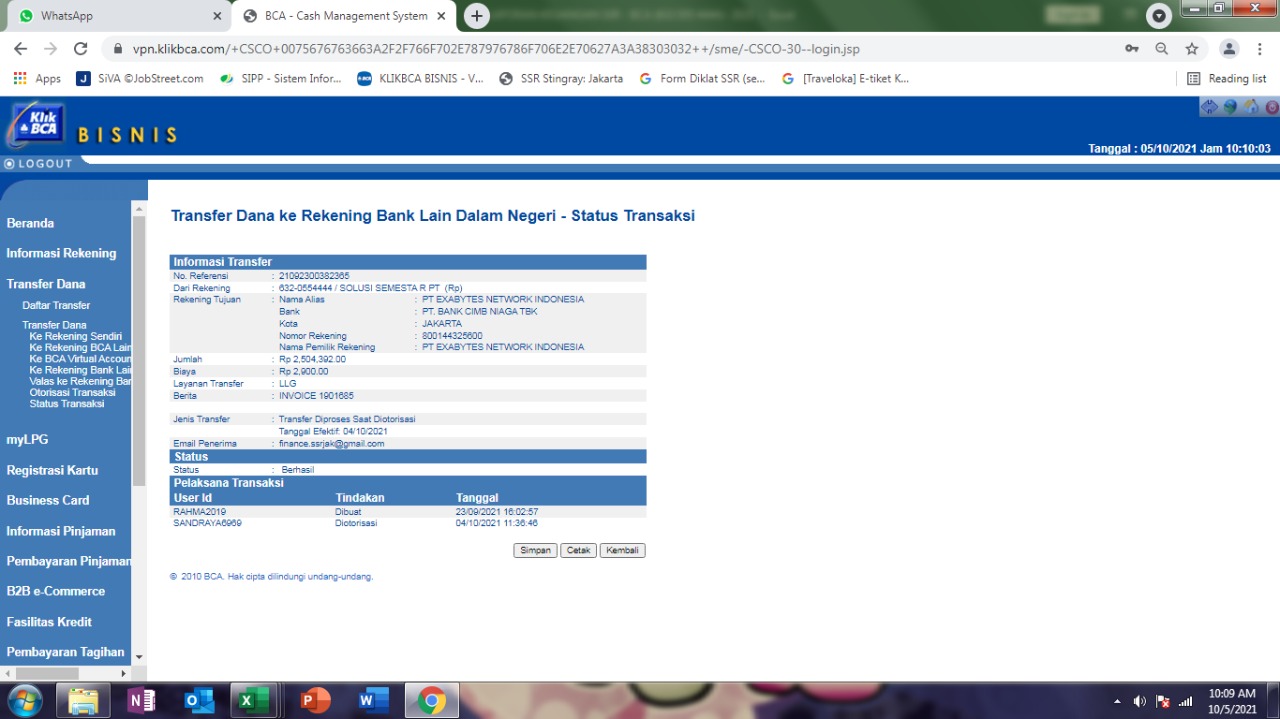 WhatsApp
BCA - Cash Management System
vpn.klikbca.com/+CSCO+00756767633663A2F2F766F702E787976786F706E2E70627A3A38303032++/sme/-CSCO-30--login.jsp
Apps
SiVA ©JobStreet.com
SIPP - Sistem Infor...
KLIKBCA BISNIS - V...
SSR Stingray: Jakarta
Form Diklat SSR (se...
[Traveloka] E-tiket K...
Reading list
Klik
BCA
BISNIS
Tanggal : 05/10/2021 Jam 10:10:03
LOGOUT
Beranda
Informasi Rekening
Transfer Dana
Daftar Transfer
Transfer Dana
Ke Rekening Sendiri
Ke Rekening BCA Lain
Ke BCA Virtual Accoun
Ke Rekening Bank Lai
Valas ke Rekening Ban
Otorisasi Transaksi
Status Transaksi
myLPG
Registrasi Kartu
Business Card
Informasi Pinjaman
Pembayaran Pinjaman
B2B e-Commerce
Fasilitas Kredit
Pembayaran Tagihan
Transfer Dana ke Rekening Bank Lain Dalam Negeri - Status Transaksi
Informasi Transfer
No. Referensi : 21092300382365
Dari Rekening : 632-0554444 / SOLUSI SEMESTA R PT (Rp)
Rekening Tujuan : Nama Alias : PT EXABYTES NETWORK INDONESIA
Bank : PT. BANK CIMB NIAGA TBK
Kota : JAKARTA
Nomor Rekening : 800144325600
Nama Pemilik Rekening : PT EXABYTES NETWORK INDONESIA
Jumlah : Rp 2,504,392.00
Biaya : Rp 2,900.00
Layanan Transfer : LLG
Berita : INVOICE 1901685
Jenis Transfer : Transfer Diproses Saat Diotorisasi
Tanggal Efektif: 04/10/2021
Email Penerima : finance.ssrjak@gmail.com
Status
Status : Berhasil
Pelaksana Transaksi
User Id Tindakan Tanggal
RAHMA2019 Dibuat 23/09/2021 16:02:57
SANDRAYA6969 Diotorisasi 04/10/2021 11:36:46
Simpan Cetak Kembali
© 2010 BCA. Hak cipta dilindungi undang-undang.
10:09 AM
10/5/2021